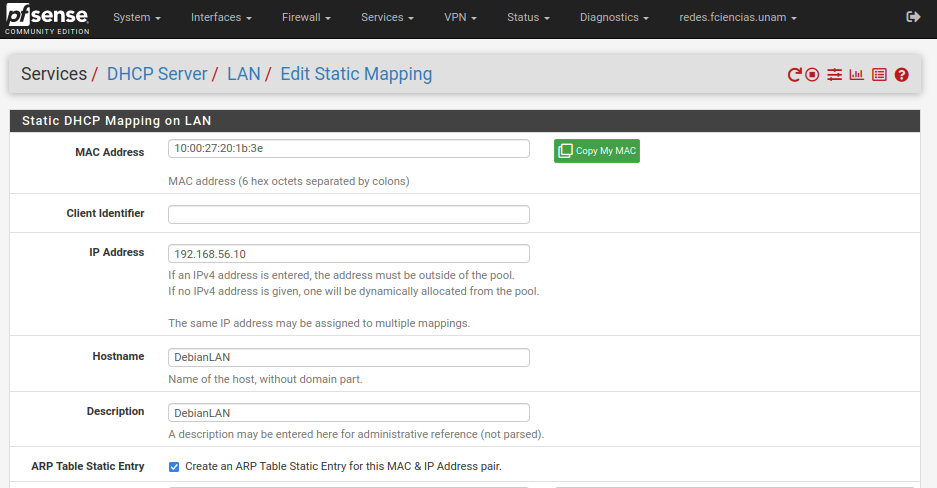 pfsense
COMMUNITY EDITION
System Interfaces Firewall Services VPN Status Diagnostics redes.fciencias.unam
Services / DHCP Server / LAN / Edit Static Mapping
Static DHCP Mapping on LAN
MAC Address 10:00:27:20:1b:3e Copy My MAC
MAC address (6 hex octets separated by colons)
Client Identifier
IP Address 192.168.56.10
If an IPv4 address is entered, the address must be outside of the pool.
If no IPv4 address is given, one will be dynamically allocated from the pool.
The same IP address may be assigned to multiple mappings.
Hostname DebianLAN
Name of the host, without domain part.
Description DebianLAN
A description may be entered here for administrative reference (not parsed).
ARP Table Static Entry Create an ARP Table Static Entry for this MAC & IP Address pair.